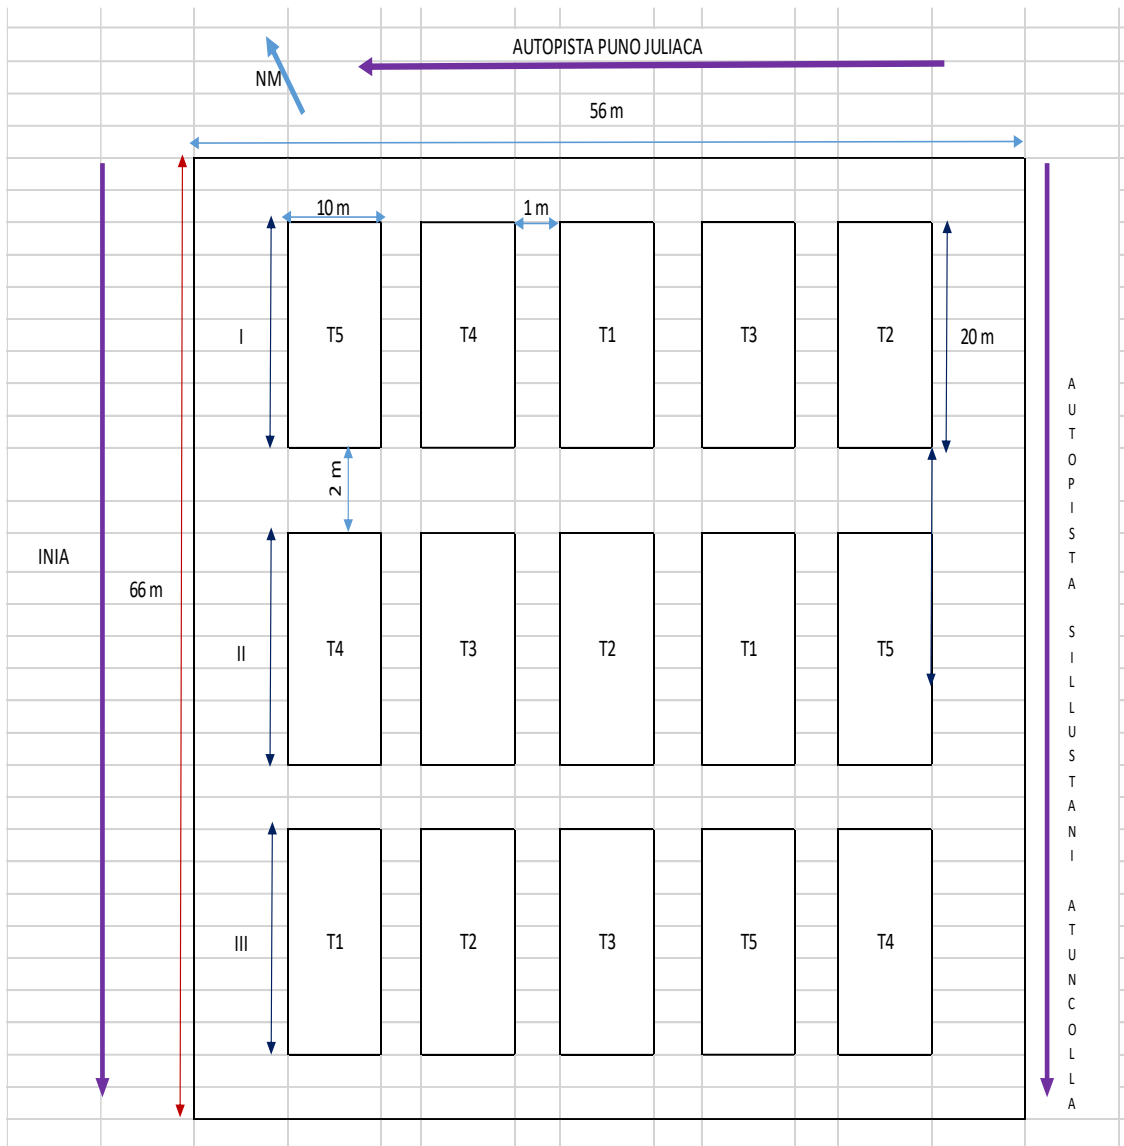 AUTOPISTA PUNO JULIACA
NM
56 m
10 m
1 m
I
T5
T4
T1
T3
T2
20 m
2 m
INIA
66 m
II
T4
T3
T2
T1
T5
III
T1
T2
T3
T5
T4
AUTOPISTA SILLUSTANI ATUNCOLLA